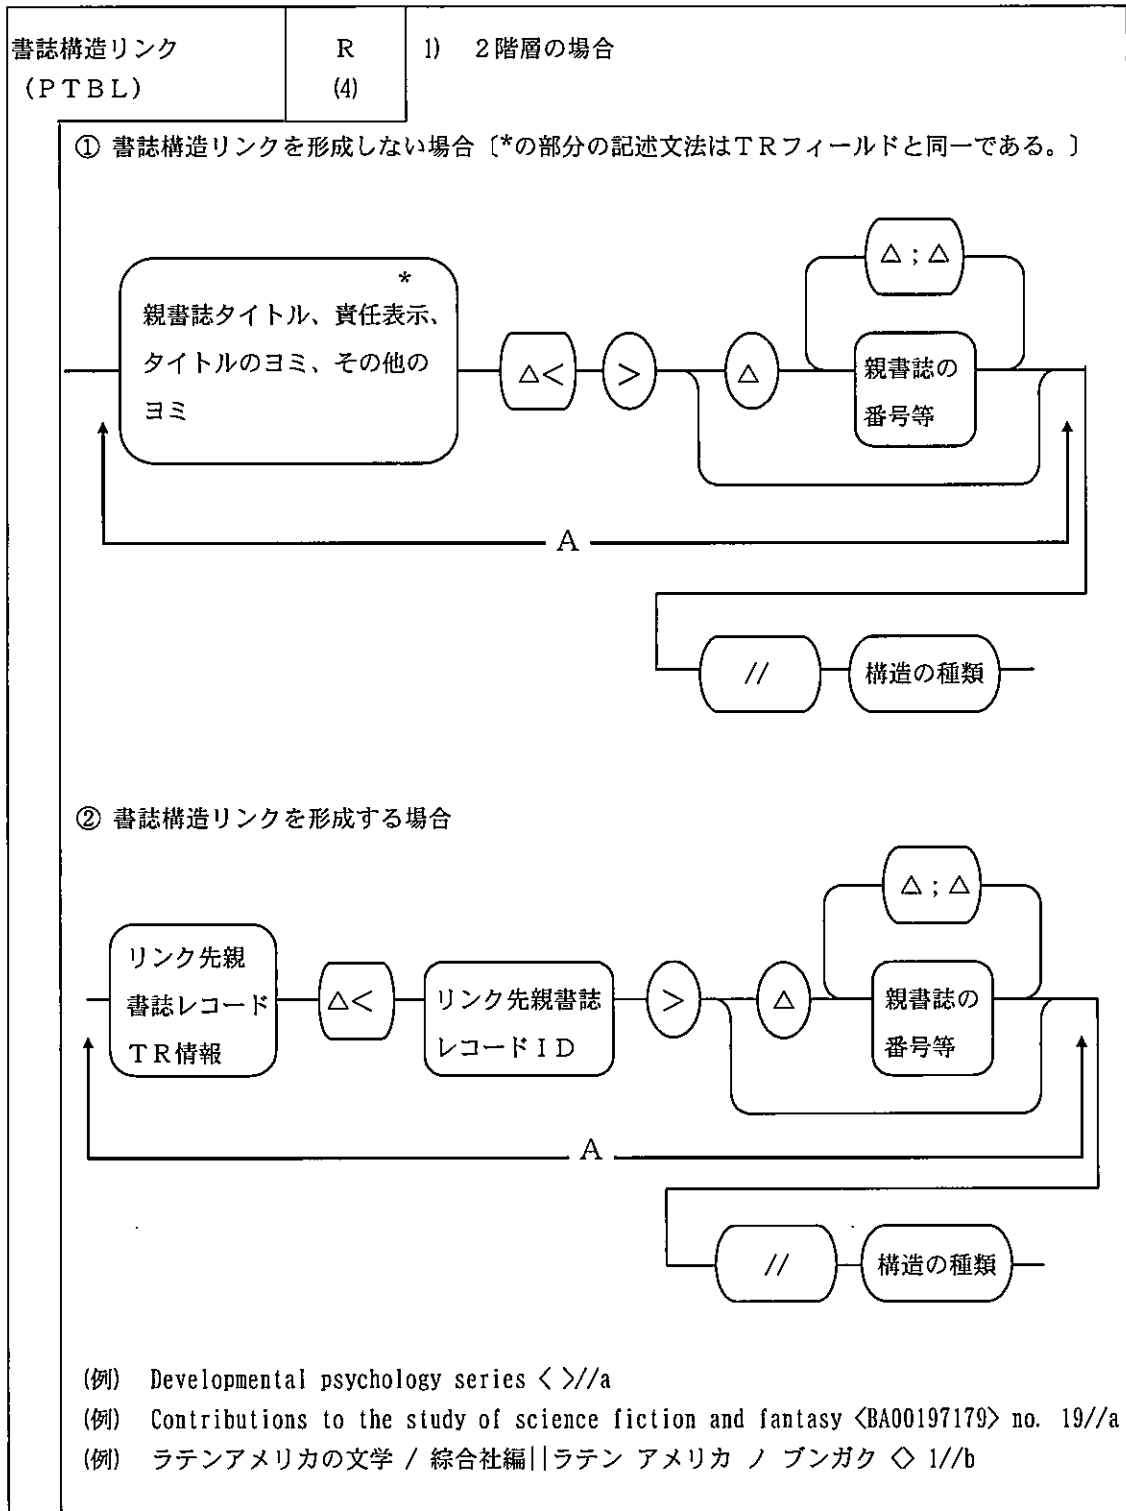 書誌構造リンク R 1) 2階層の場合
(PTBL) (4)
① 書誌構造リンクを形成しない場合〔*の部分の記述文法はTRフィールドと同一である。〕
△ ; △
*
親書誌タイトル、責任表示、
タイトルのヨミ、その他の
ヨミ
△<
>
△
親書誌の
番号等
A
//
構造の種類
② 書誌構造リンクを形成する場合
△ ; △
リンク先親
書誌レコード
TR情報
△<
リンク先親書誌
レコードID
>
△
親書誌の
番号等
A
//
構造の種類
(例) Developmental psychology series < >//a
(例) Contributions to the study of science fiction and fantasy <BA00197179> no. 19//a
(例) ラテンアメリカの文学 / 綜合社編||ラテン アメリカ ノ ブンガク <> 1//b